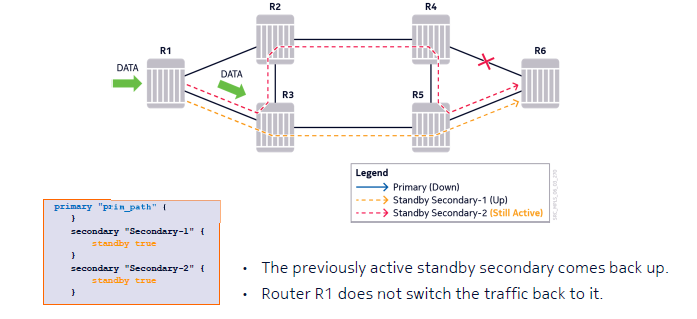 R2
R4
R1
R6
DATA
DATA
R3
R5
Legend
Primary (Down)
Standby Secondary-1 (Up)
Standby Secondary-2 (Still Active)
primary "prim_path" {
}
secondary "Secondary-1" {
standby true
}
secondary "Secondary-2" {
standby true
}
• The previously active standby secondary comes back up.
• Router R1 does not switch the traffic back to it.